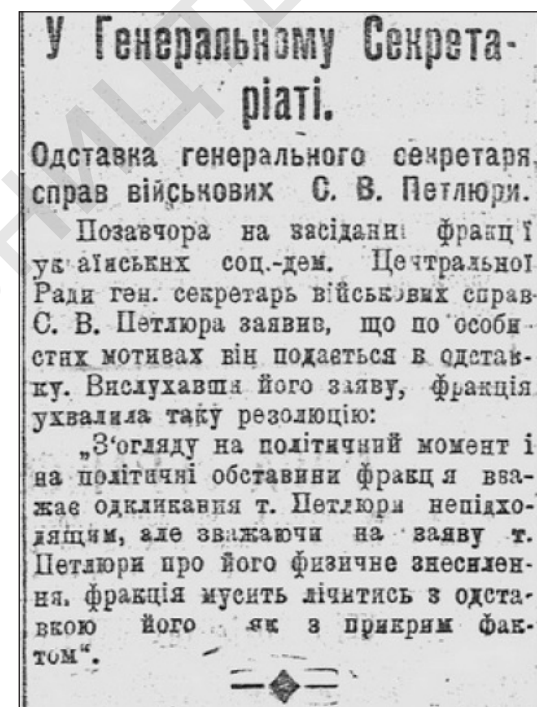 У Генеральному Секрета-
ріаті.
Одставка генерального секретаря
справ військових С. В. Петлюри.
Позавчора на засіданні фракції
українських соц.-дем. Центральної
Ради ген. секретарь військових справ
С. В. Петлюра заявив, що по особи
стих мотивах він подається в одстав-
ку. Вислухавши його заяву, фракція
ухвалила таку резолюцію:
„З'огляду на політичний момент і
на політичні обставини фракц я вва-
жає одкликання т. Петлюри непідхо-
дящим, але зважаючи на заяву т.
Петлюри про його физичне знесилен-
ня, фракція мусить лічитись з одста-
вкою його як з прикрим фак-
том“.